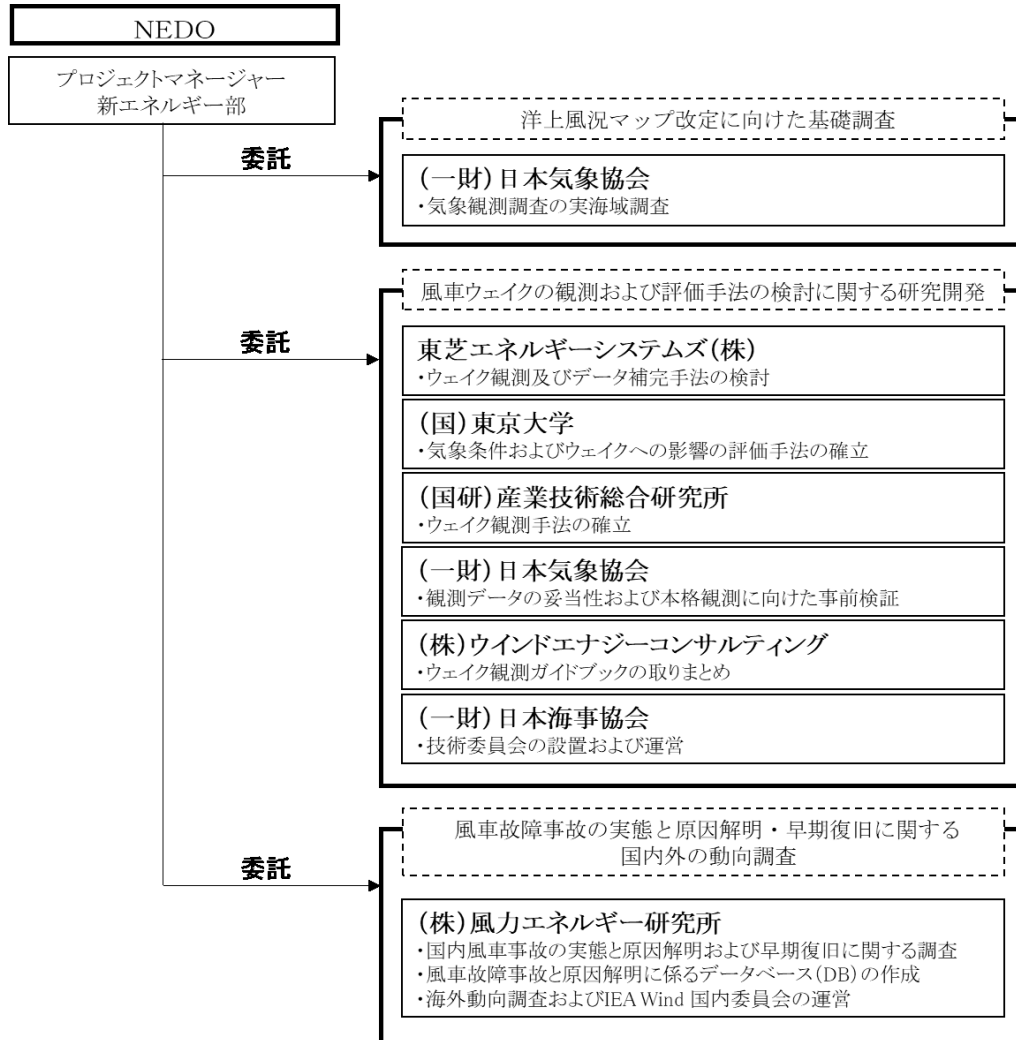 NEDO
プロジェクトマネージャー
新エネルギー部
委託
洋上風況マップ改定に向けた基礎調査
(一財)日本気象協会
・気象観測調査の実海域調査
委託
風車ウェイクの観測および評価手法の検討に関する研究開発
東芝エネルギーシステムズ(株)
・ウェイク観測及びデータ補完手法の検討
(国)東京大学
・気象条件およびウェイクへの影響の評価手法の確立
(国研)産業技術総合研究所
・ウェイク観測手法の確立
(一財)日本気象協会
・観測データの妥当性および本格観測に向けた事前検証
(株)ウインドエナジーコンサルティング
・ウェイク観測ガイドブックの取りまとめ
(一財)日本海事協会
・技術委員会の設置および運営
委託
風車故障事故の実態と原因解明・早期復旧に関する
国内外の動向調査
(株)風力エネルギー研究所
・国内風車事故の実態と原因解明および早期復旧に関する調査
・風車故障事故と原因解明に係るデータベース(DB)の作成
・海外動向調査およびIEA Wind 国内委員会の運営